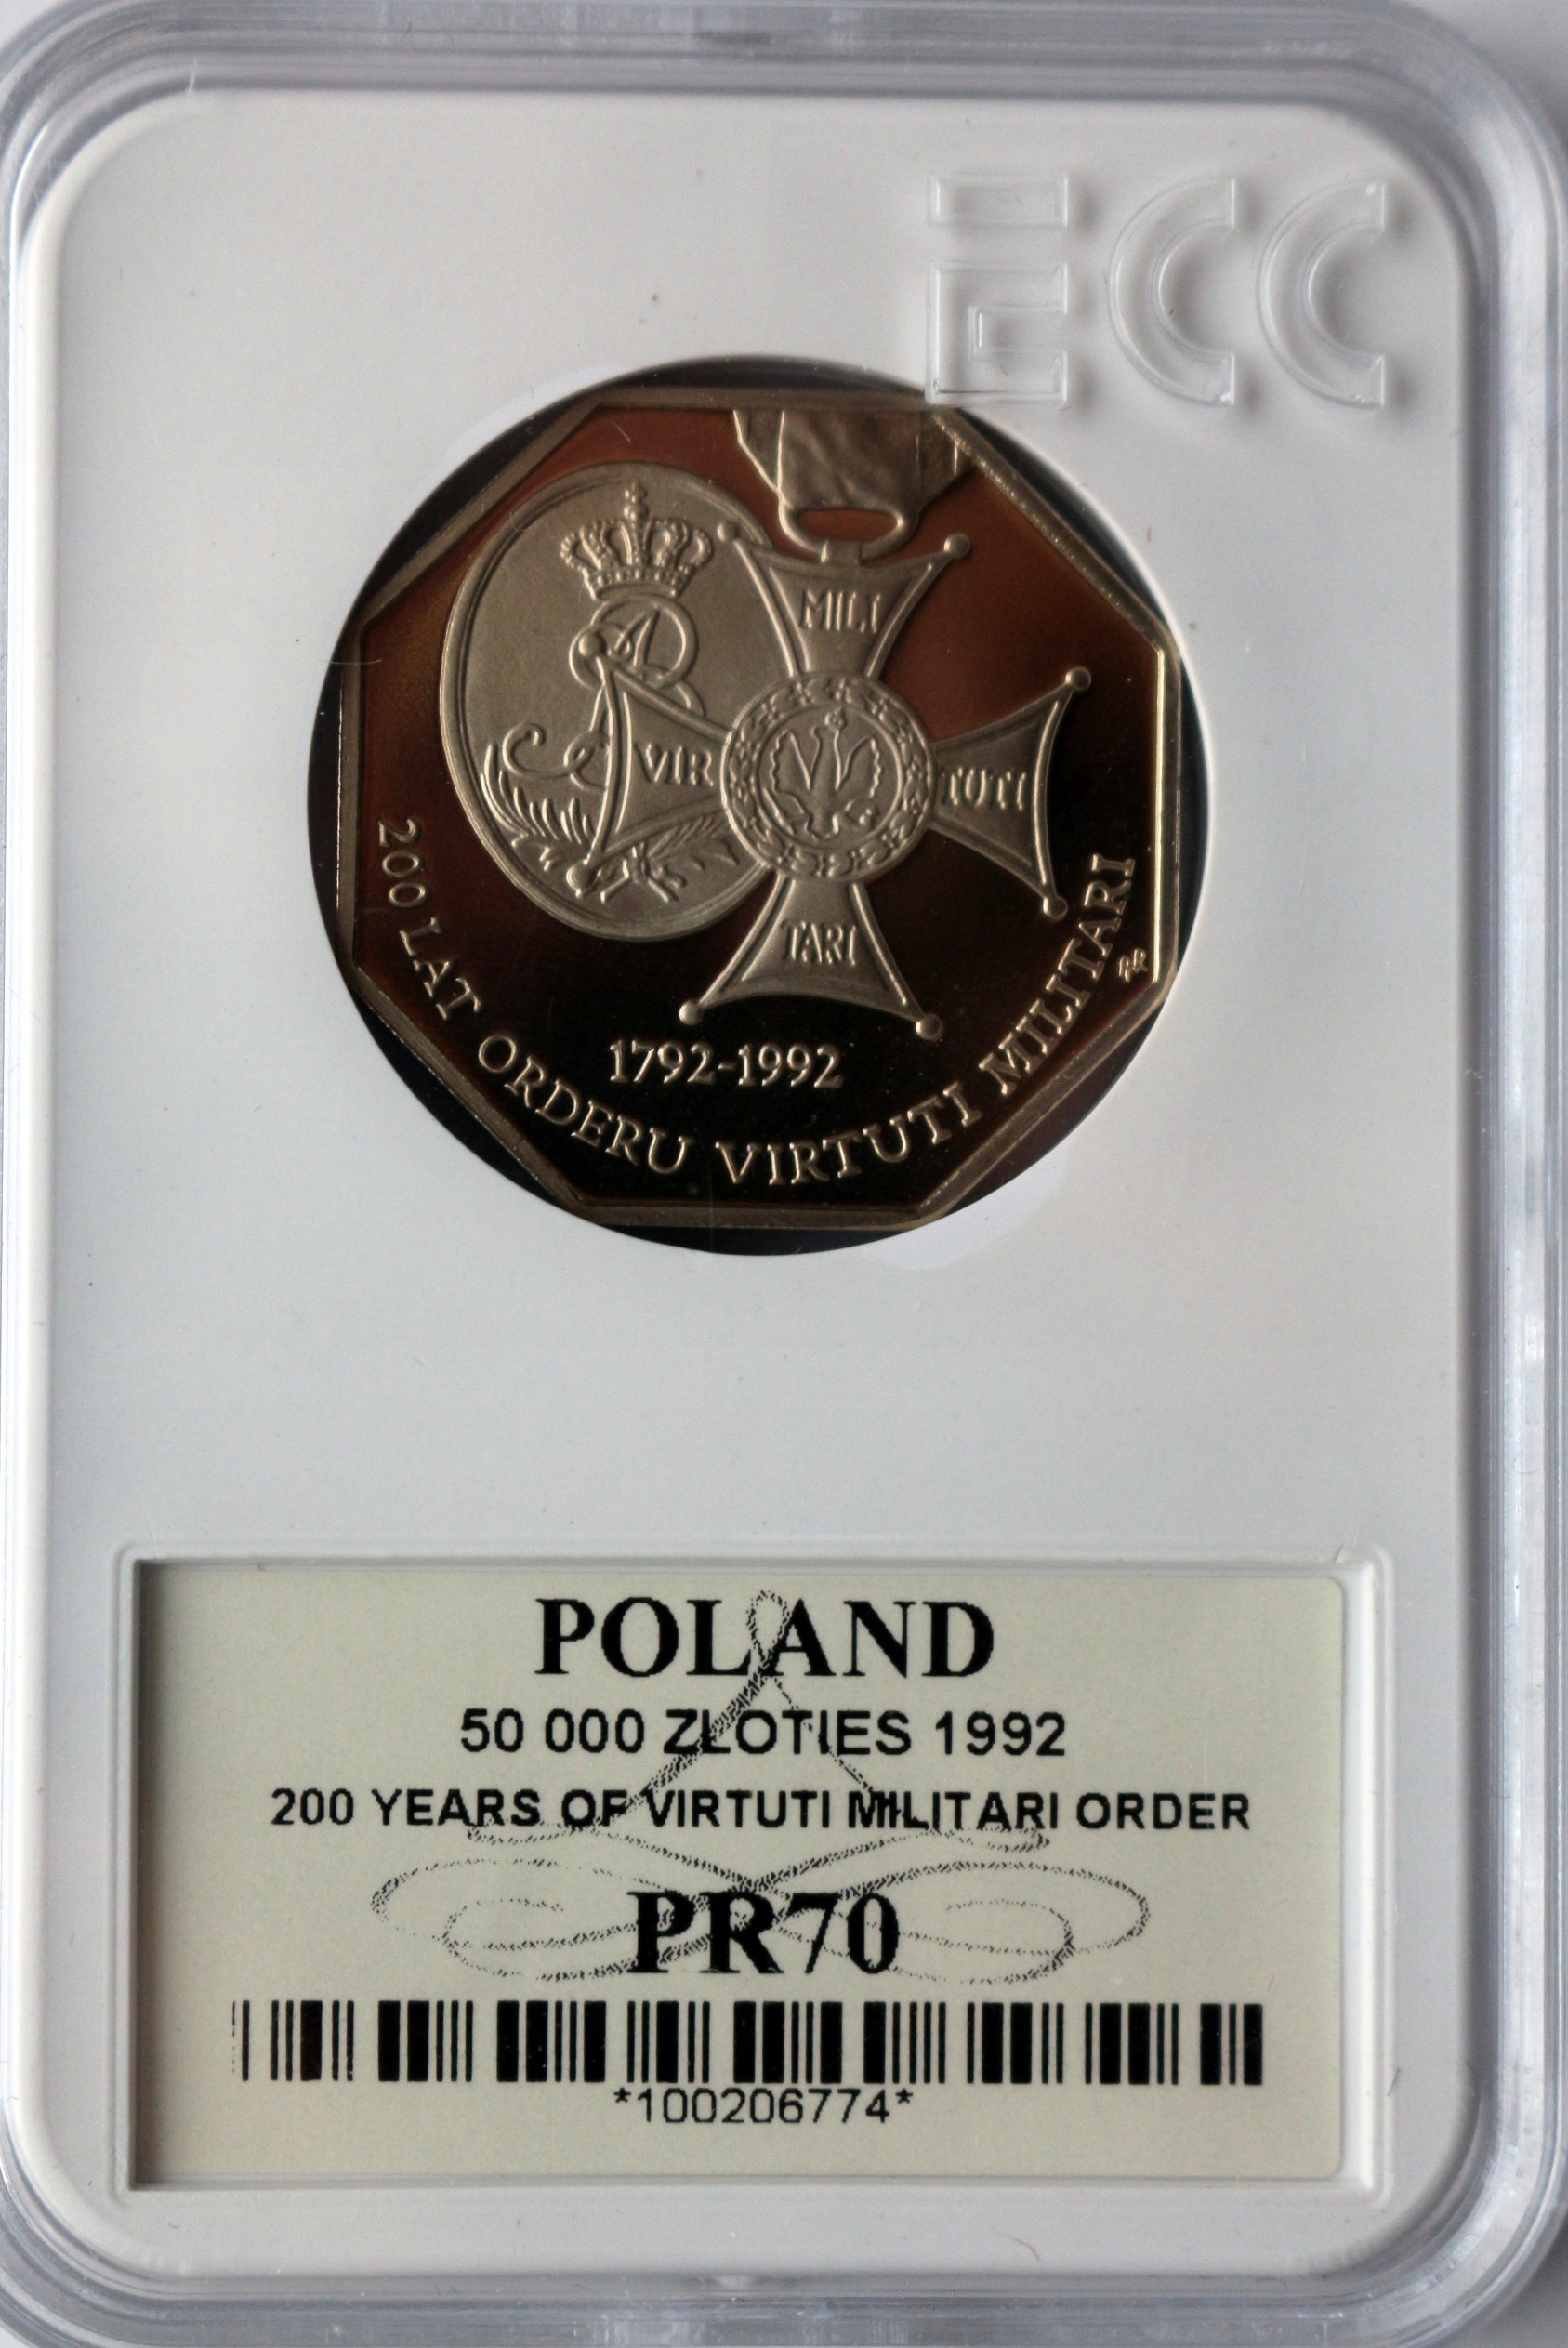 ECC
MILI
VIR
TUTI
TARI
1792-1992
200 LAT ORDERU VIRTUTI MILITARI
POLAND
50 000 ZLOTIES 1992
200 YEARS OF VIRTUTI MILITARI ORDER
PR70
*100206774*